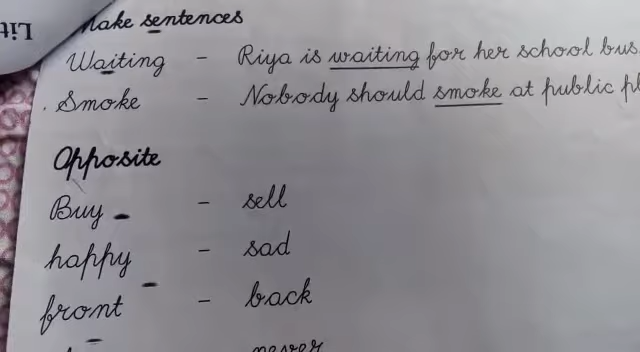 Make sentences
Waiting - Riya is waiting for her school bus
Smoke - Nobody should smoke at public
Opposite
Buy - sell
happy - sad
front - back
never